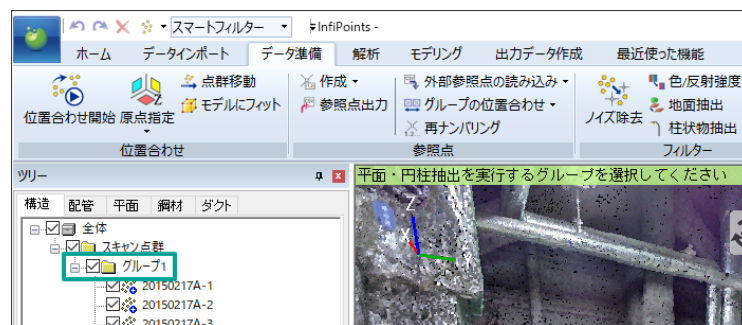 スマートフィルター
InfiPoints -
ホーム データインポート データ準備 解析 モデリング 出力データ作成 最近使った機能
点群移動 作成 外部参照点の読み込み 色/反射強度
位置合わせ開始 原点指定 モデルにフィット 参照点出力 グループの位置合わせ ノイズ除去 地面抽出
再ナンバリング 柱状物抽出
位置合わせ 参照点 フィルター
ツリー
平面・円柱抽出を実行するグループを選択してください
構造 配管 平面 鋼材 ダクト
全体
スキャン点群
グループ1
20150217A-1
20150217A-2
20150217A-3
Z
X
Y